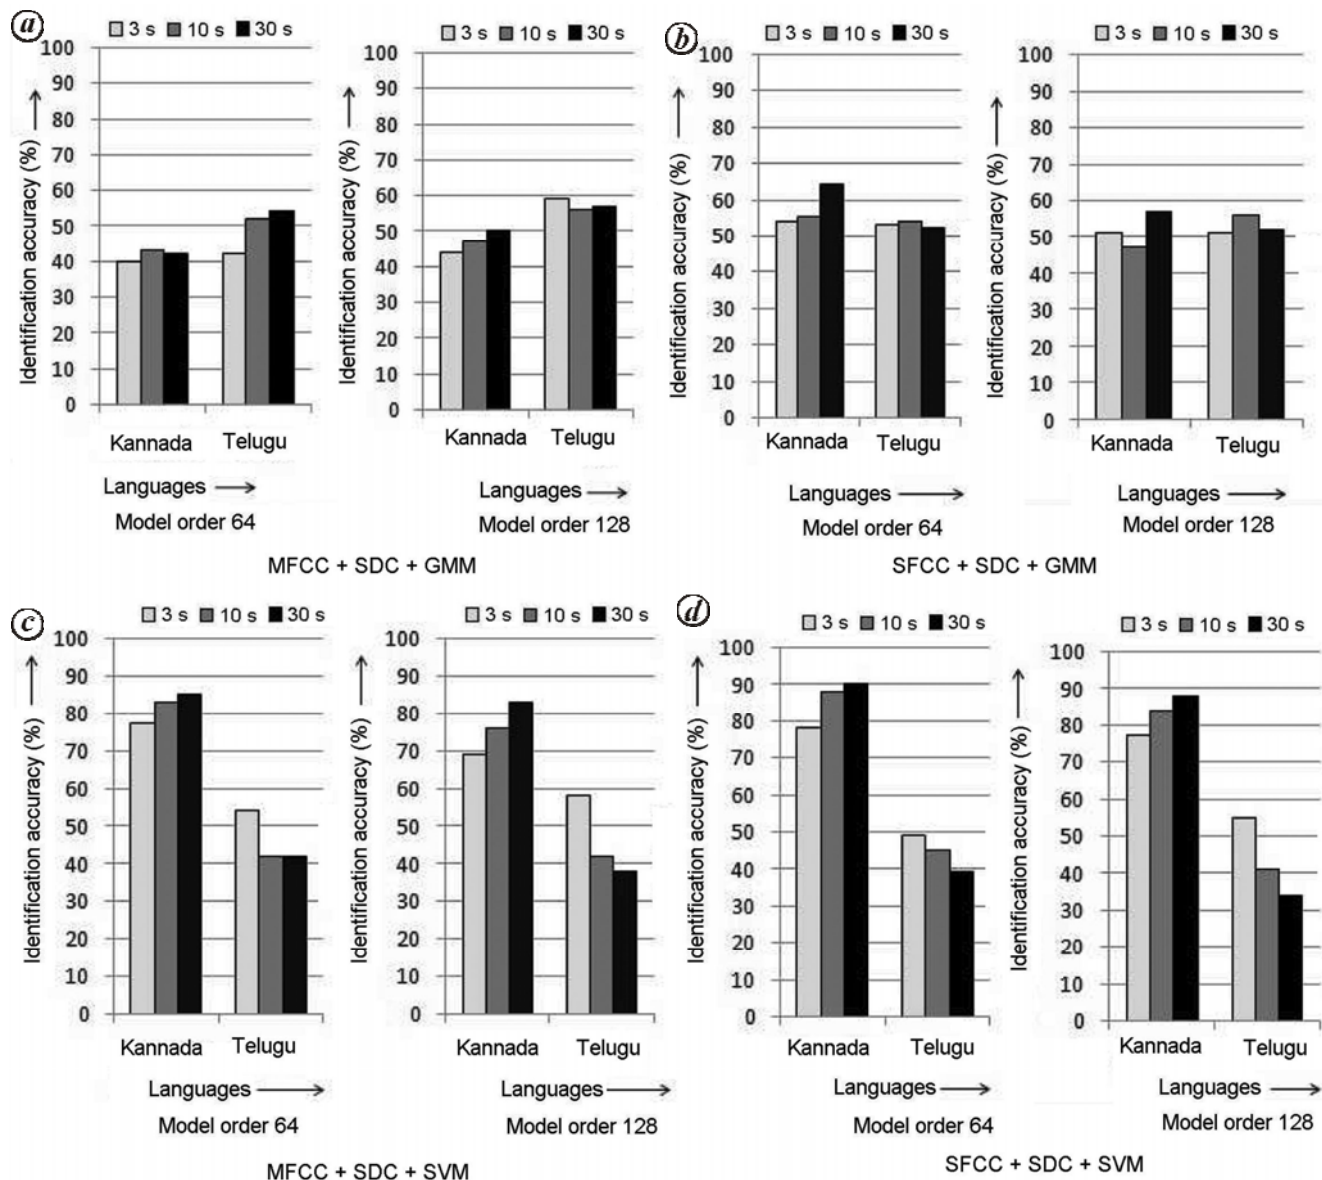 a
3 s 10 s 30 s
100
90
80
70
60
50
40
30
20
10
0
Identification accuracy (%)
Kannada Telugu
Languages
Model order 64
3 s 10 s 30 s
100
90
80
70
60
50
40
30
20
10
0
Identification accuracy (%)
Kannada Telugu
Languages
Model order 128
MFCC + SDC + GMM
b
3 s 10 s 30 s
100
90
80
70
60
50
40
30
20
10
0
Identification accuracy (%)
Kannada Telugu
Languages
Model order 64
3 s 10 s 30 s
100
90
80
70
60
50
40
30
20
10
0
Identification accuracy (%)
Kannada Telugu
Languages
Model order 128
SFCC + SDC + GMM
c
3 s 10 s 30 s
100
90
80
70
60
50
40
30
20
10
0
Identification accuracy (%)
Kannada Telugu
Languages
Model order 64
3 s 10 s 30 s
100
90
80
70
60
50
40
30
20
10
0
Identification accuracy (%)
Kannada Telugu
Languages
Model order 128
MFCC + SDC + SVM
d
3 s 10 s 30 s
100
90
80
70
60
50
40
30
20
10
0
Identification accuracy (%)
Kannada Telugu
Languages
Model order 64
3 s 10 s 30 s
100
90
80
70
60
50
40
30
20
10
0
Identification accuracy (%)
Kannada Telugu
Languages
Model order 128
SFCC + SDC + SVM